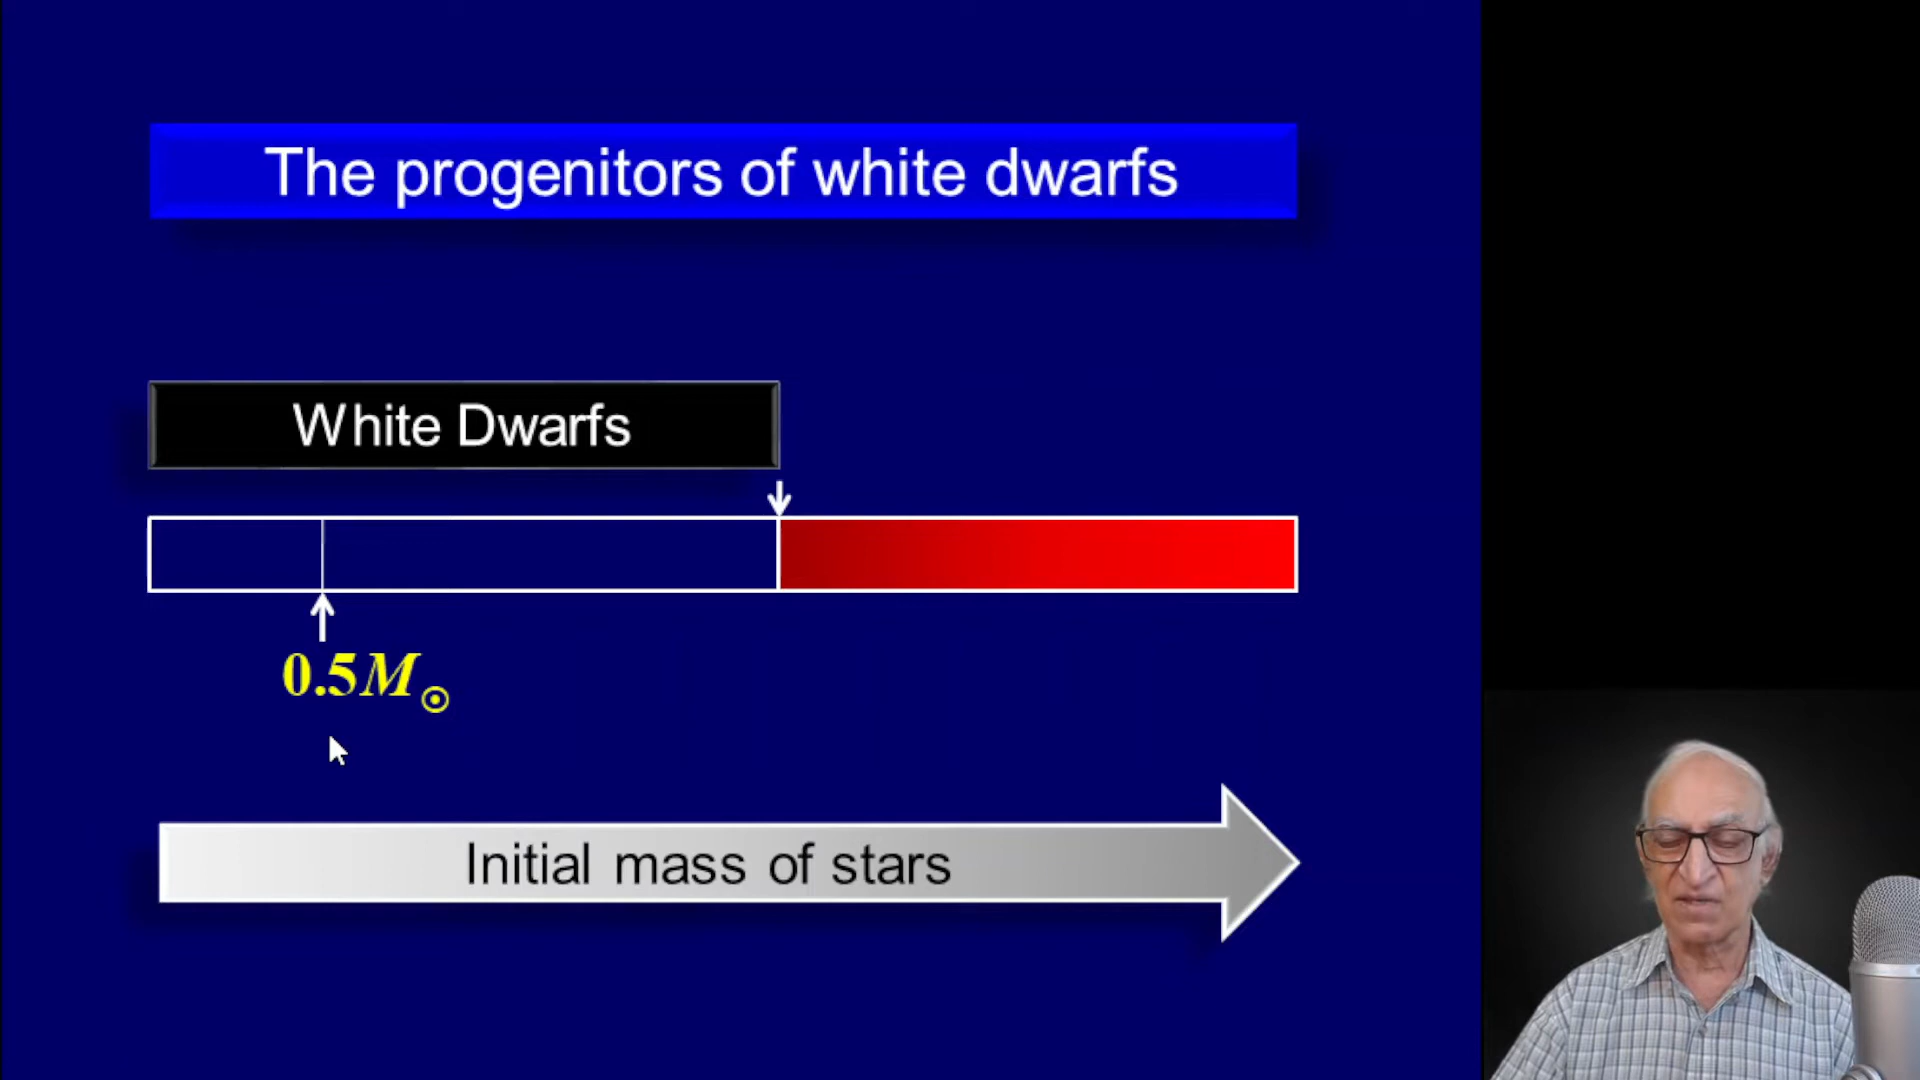 The progenitors of white dwarfs
White Dwarfs
0.5M☉
Initial mass of stars